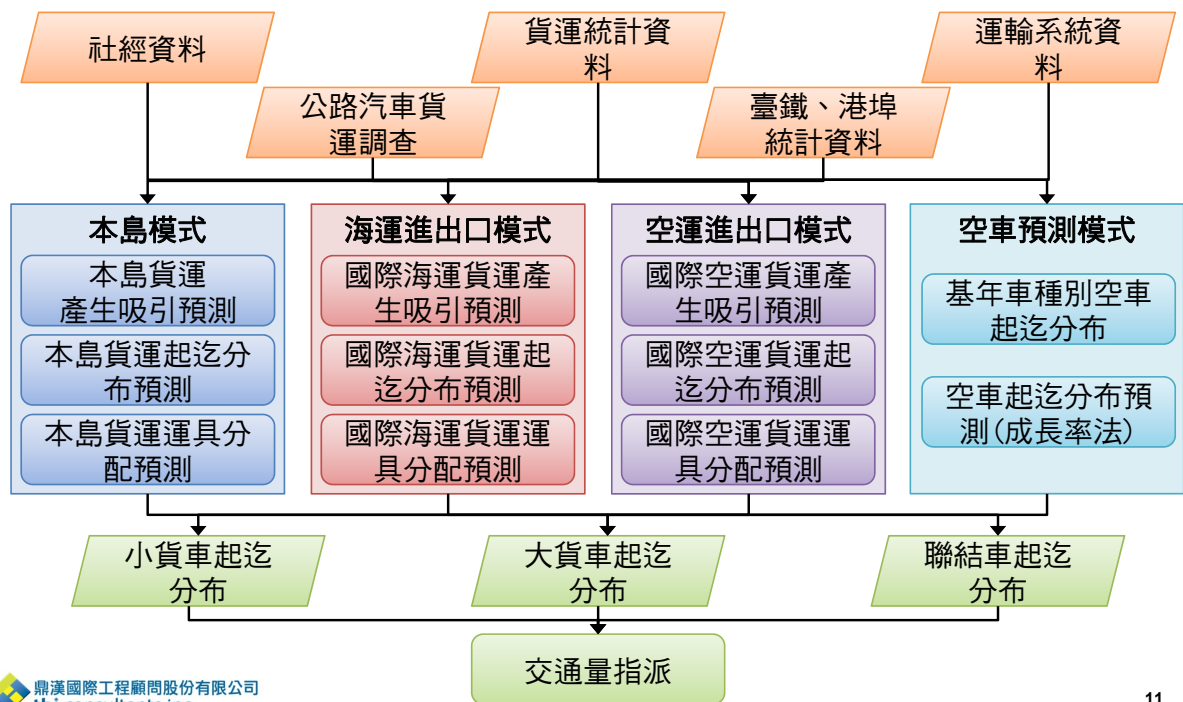 社經資料
貨運統計資
料
運輸系統資
料
公路汽車貨
運調查
臺鐵、港埠
統計資料
本島模式
本島貨運
產生吸引預測
本島貨運起迄分
布預測
本島貨運運具分
配預測
海運進出口模式
國際海運貨運產
生吸引預測
國際海運貨運起
迄分布預測
國際海運貨運運
具分配預測
空運進出口模式
國際空運貨運產
生吸引預測
國際空運貨運起
迄分布預測
國際空運貨運運
具分配預測
空車預測模式
基年車種別空車
起迄分布
空車起迄分布預
測(成長率法)
小貨車起迄
分布
大貨車起迄
分布
聯結車起迄
分布
交通量指派
鼎漢國際工程顧問股份有限公司
11